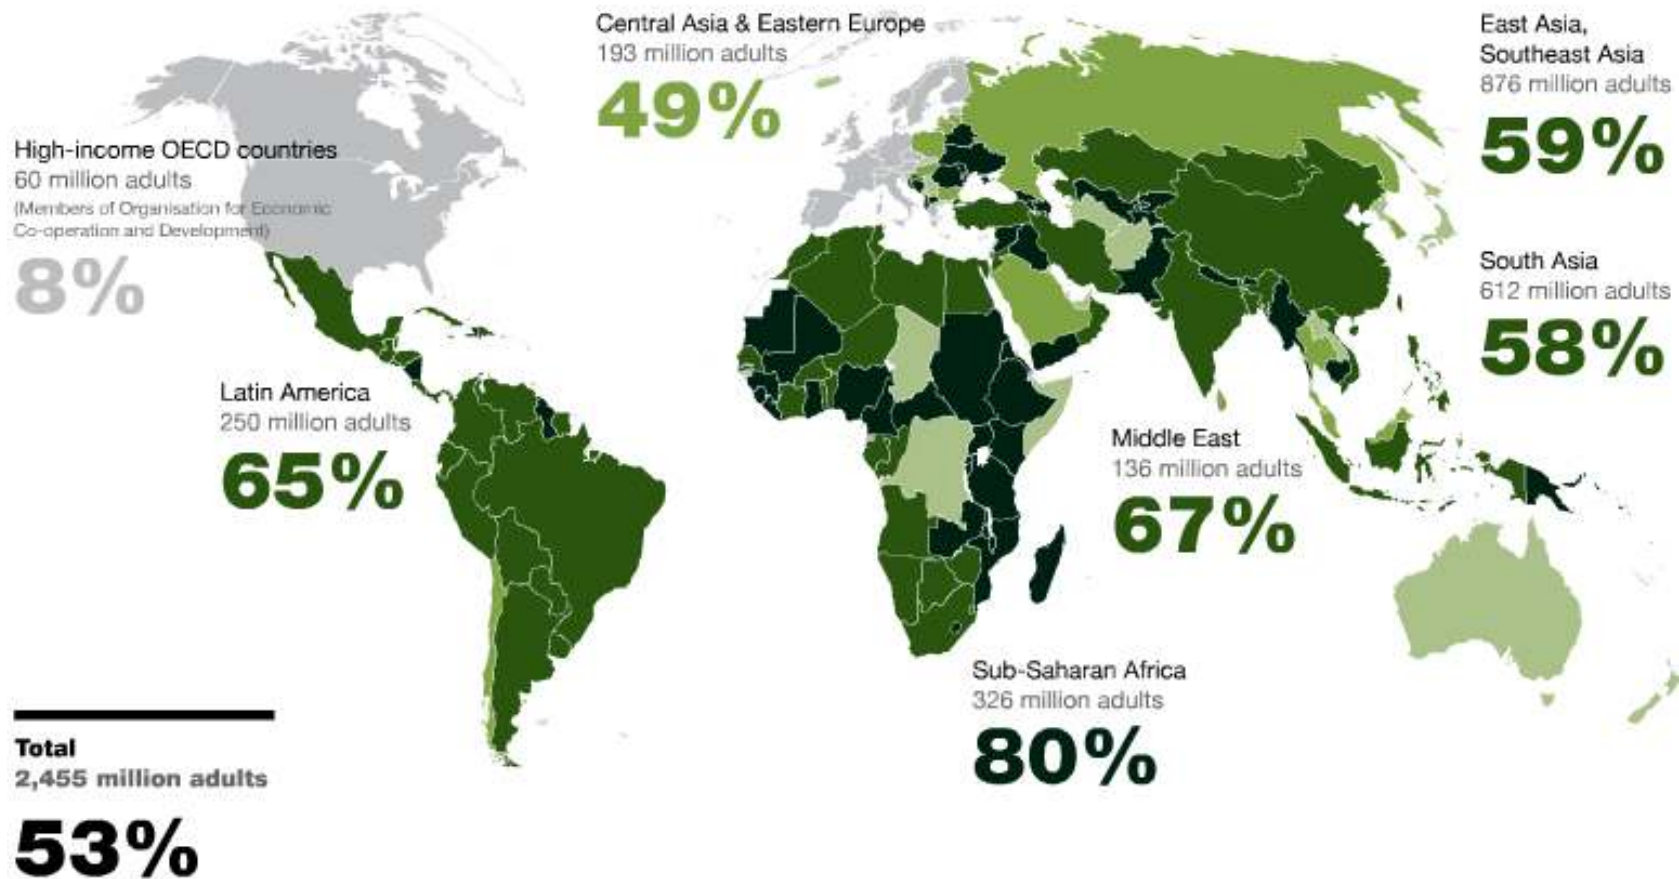 Central Asia & Eastern Europe
193 million adults
49%
East Asia,
Southeast Asia
876 million adults
59%
High-income OECD countries
60 million adults
(Members of Organisation for Economic
Co-operation and Development)
8%
South Asia
612 million adults
58%
Latin America
250 million adults
65%
Middle East
136 million adults
67%
Sub-Saharan Africa
326 million adults
80%
Total
2,455 million adults
53%